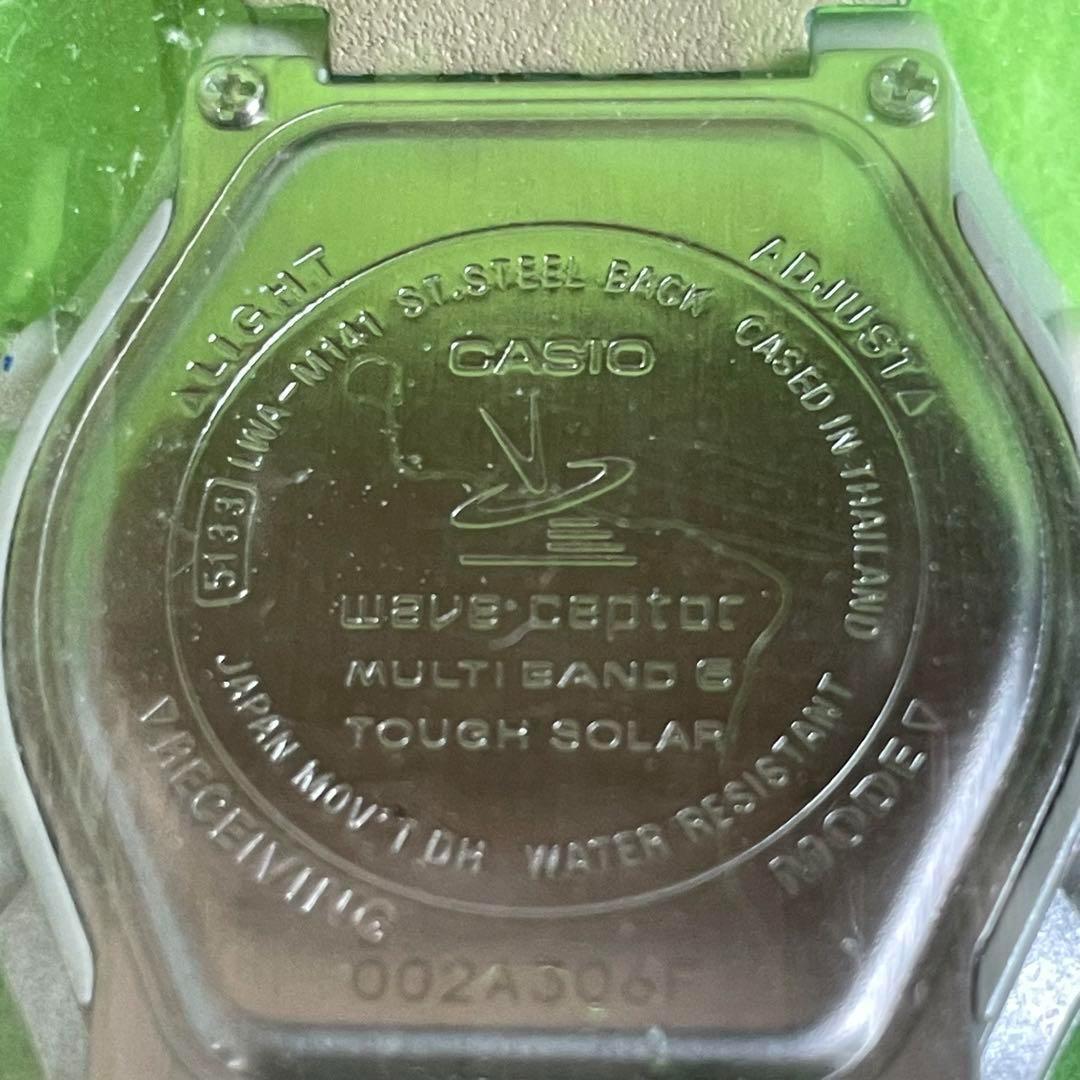 △LIGHT
ADJUST△
5133 LWA-M141 ST.STEEL BACK CASED IN THAILAND
CASIO
wave ceptor
MULTI BAND 6
TOUGH SOLAR
JAPAN MOV'T DH WATER RESISTANT
▽RECEIVING
MODE▽
002A306F